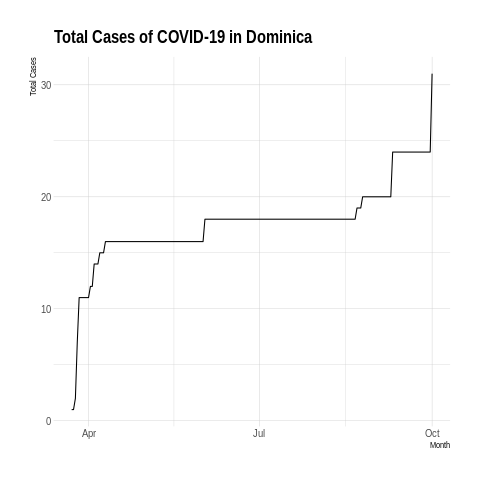 Total Cases of COVID-19 in Dominica
Total Cases
30
20
10
0
Apr
Jul
Oct
Month